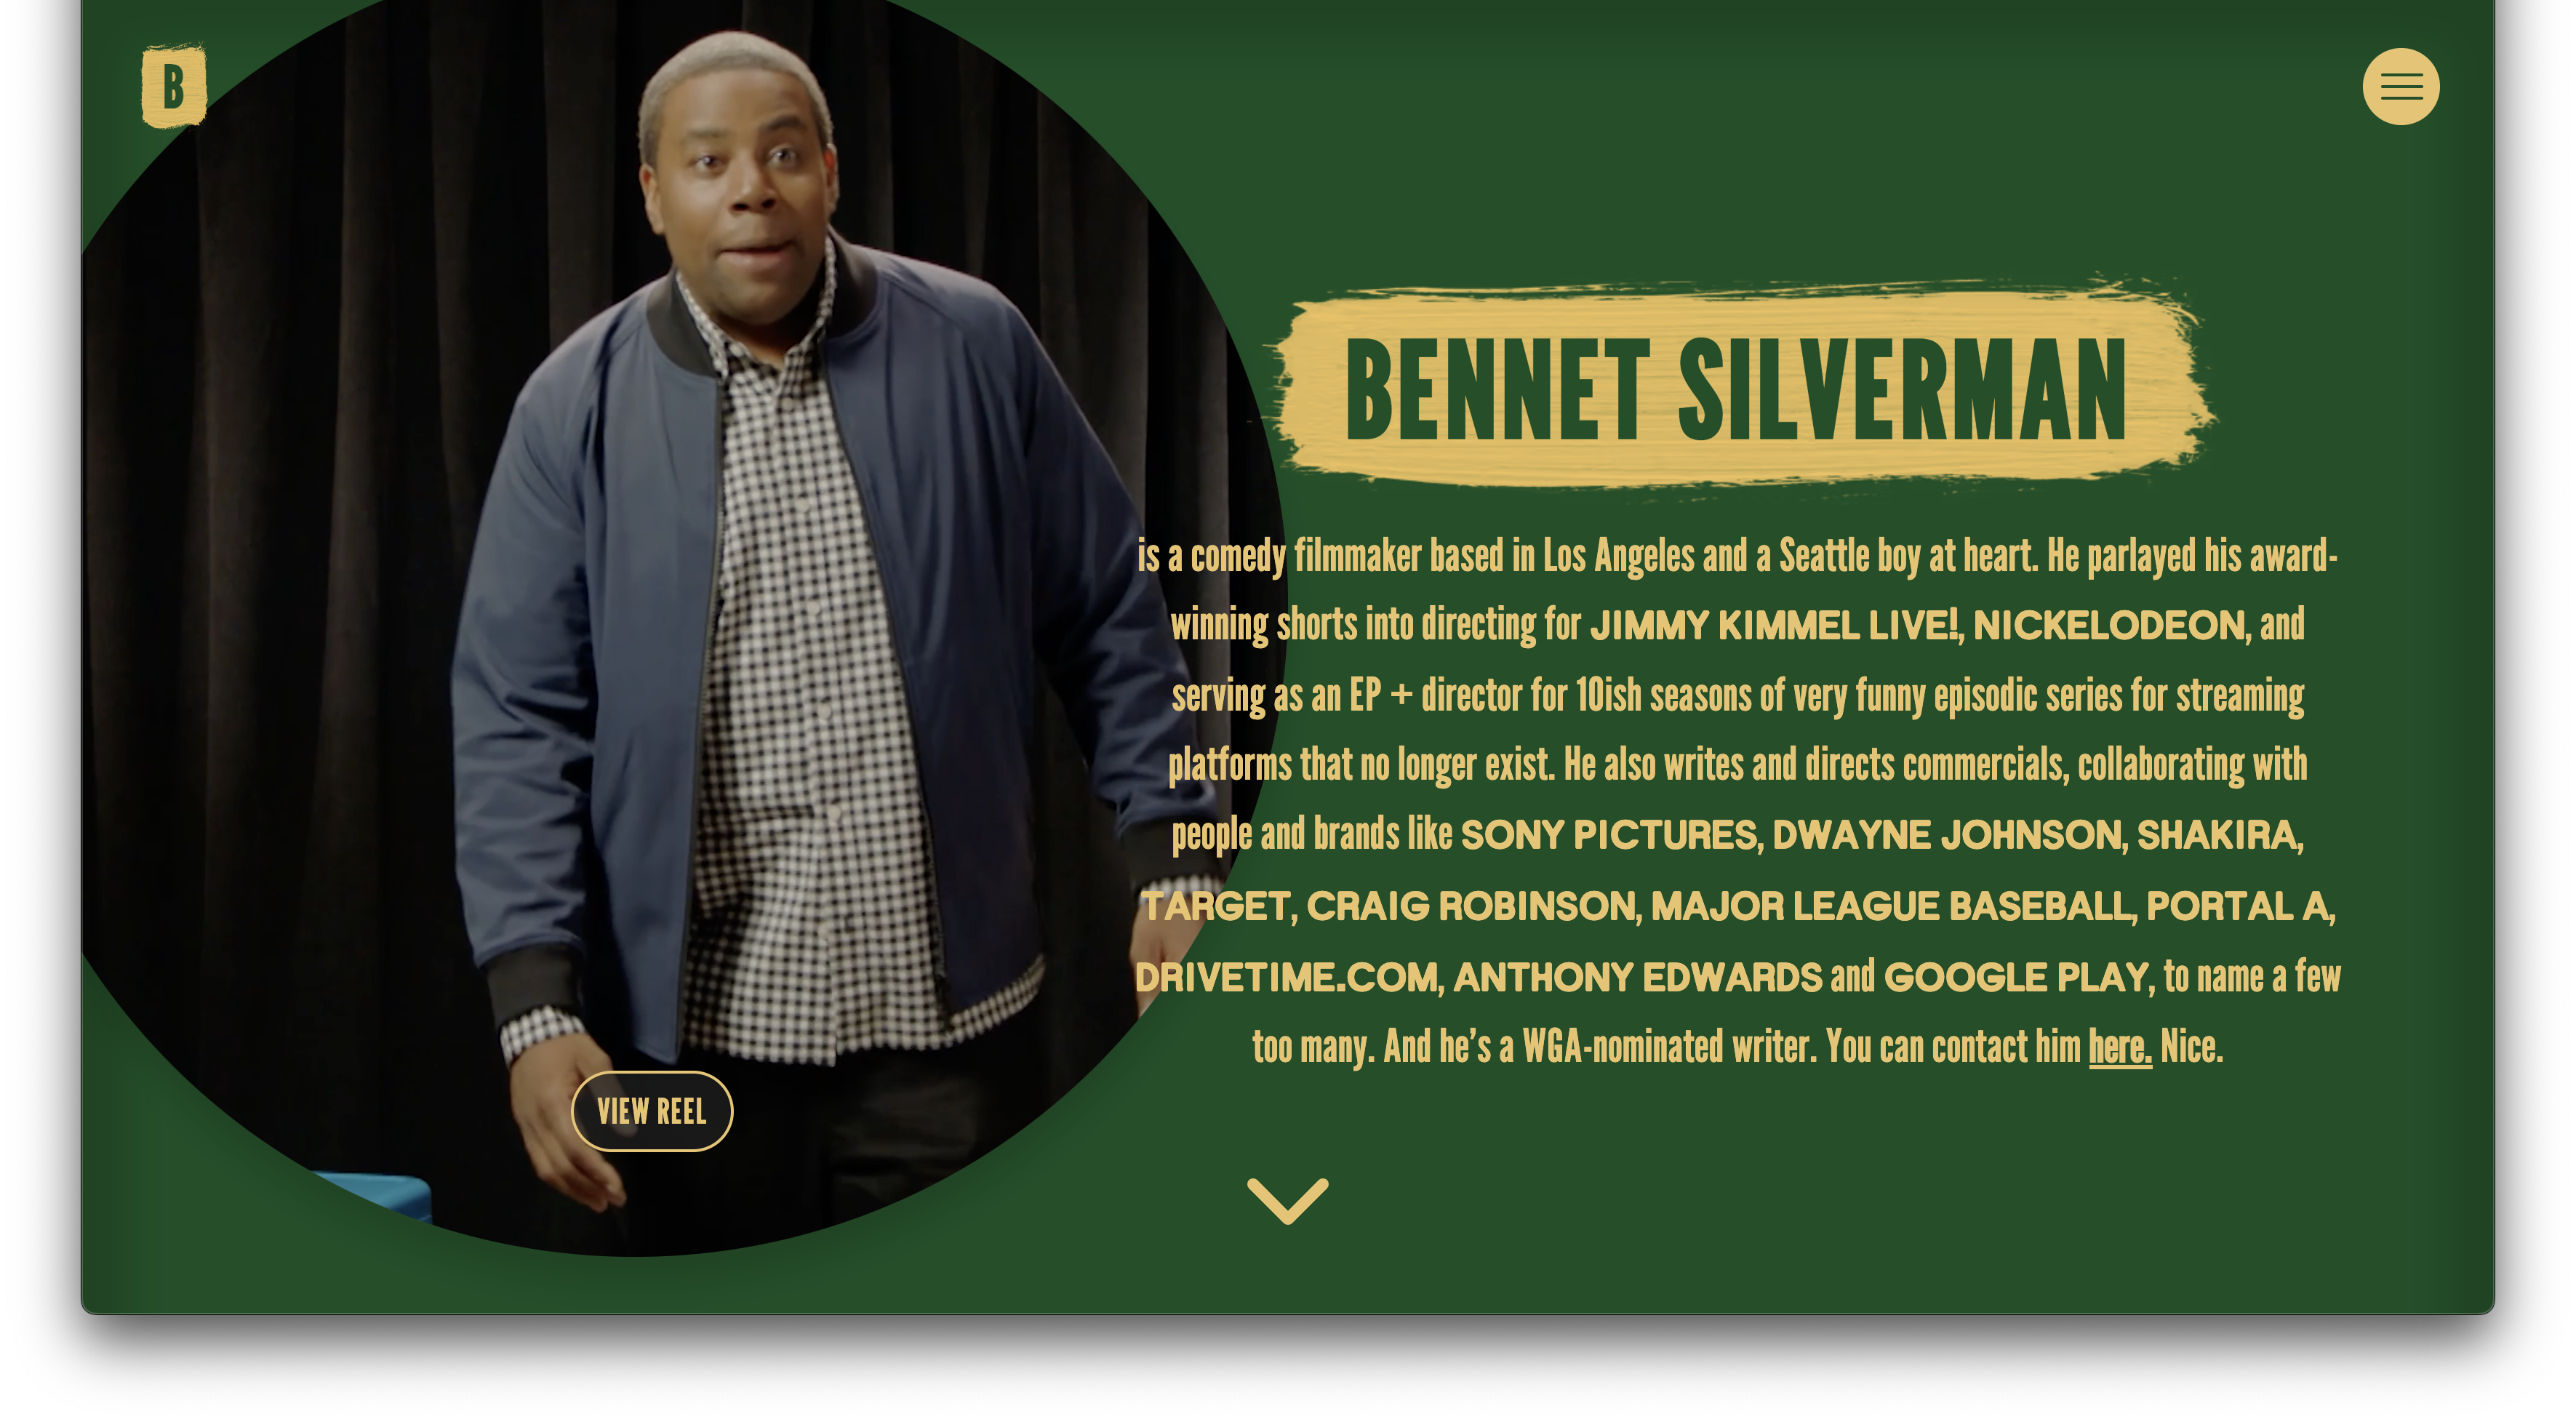 B
BENNET SILVERMAN
is a comedy filmmaker based in Los Angeles and a Seattle boy at heart. He parlayed his award-
winning shorts into directing for JIMMY KIMMEL LIVE!, NICKELODEON, and
serving as an EP + director for 10ish seasons of very funny episodic series for streaming
platforms that no longer exist. He also writes and directs commercials, collaborating with
people and brands like SONY PICTURES, DWAYNE JOHNSON, SHAKIRA,
TARGET, CRAIG ROBINSON, MAJOR LEAGUE BASEBALL, PORTAL A,
DRIVETIME.COM, ANTHONY EDWARDS and GOOGLE PLAY, to name a few
too many. And he's a WGA-nominated writer. You can contact him here. Nice.
VIEW REEL